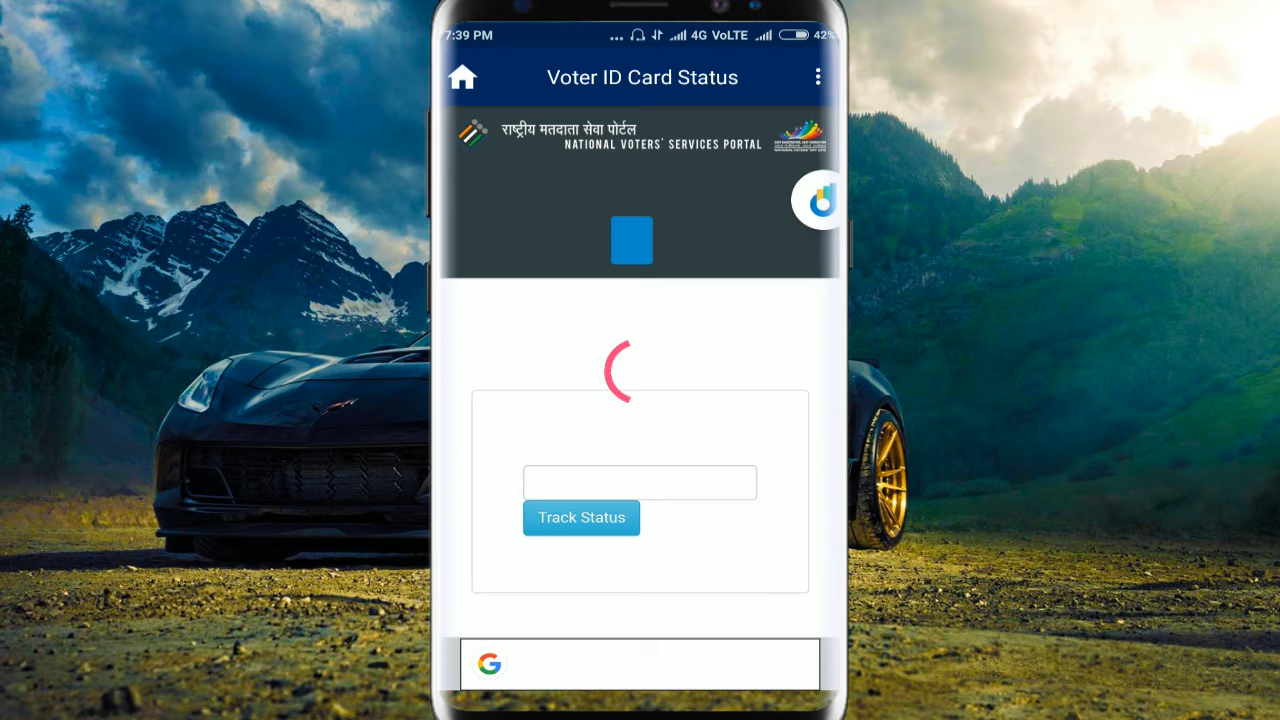 7:39 PM
... 4G VoLTE 42%
Voter ID Card Status
राष्ट्रीय मतदाता सेवा पोर्टल
NATIONAL VOTERS' SERVICES PORTAL
Track Status
G